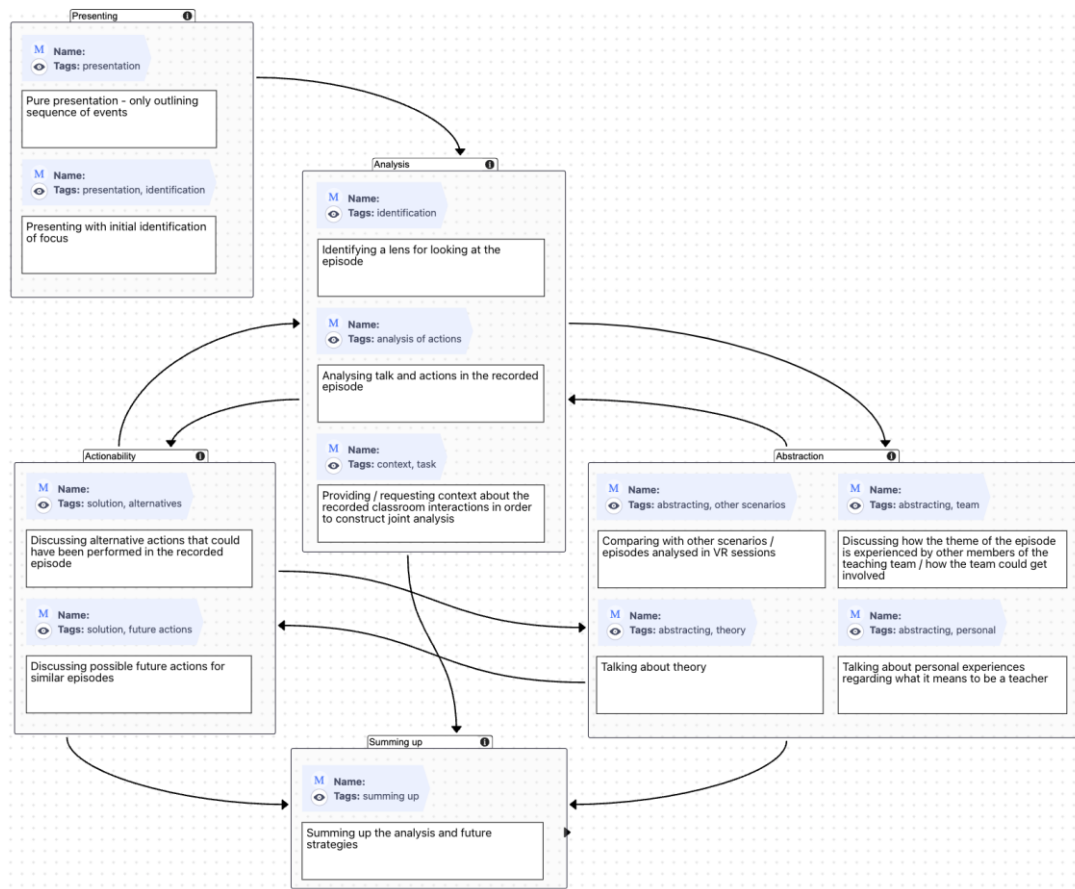 Presenting
M Name:
Tags: presentation
Pure presentation - only outlining
sequence of events
M Name:
Tags: presentation, identification
Presenting with initial identification
of focus
Analysis
M Name:
Tags: identification
Identifying a lens for looking at the
episode
M Name:
Tags: analysis of actions
Analysing talk and actions in the recorded
episode
M Name:
Tags: context, task
Providing / requesting context about the
recorded classroom interactions in order
to construct joint analysis
Actionability
M Name:
Tags: solution, alternatives
Discussing alternative actions that could
have been performed in the recorded
episode
M Name:
Tags: solution, future actions
Discussing possible future actions for
similar episodes
Abstraction
M Name:
Tags: abstracting, other scenarios
Comparing with other scenarios /
episodes analysed in VR sessions
M Name:
Tags: abstracting, team
Discussing how the theme of the episode
is experienced by other members of the
teaching team / how the team could get
involved
M Name:
Tags: abstracting, theory
Talking about theory
M Name:
Tags: abstracting, personal
Talking about personal experiences
regarding what it means to be a teacher
Summing up
M Name:
Tags: summing up
Summing up the analysis and future
strategies